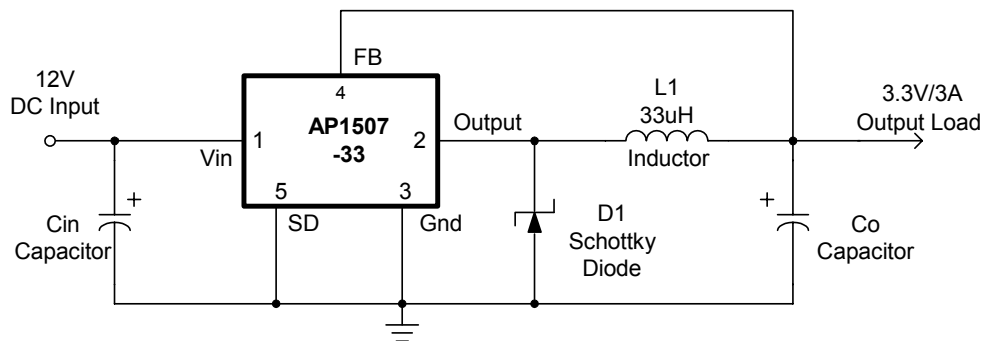 FB
12V
DC Input
4
AP1507
-33
1
2
Vin
Output
L1
33uH
Inductor
3.3V/3A
Output Load
5
3
SD
Gnd
+
Cin
Capacitor
D1
Schottky
Diode
+
Co
Capacitor